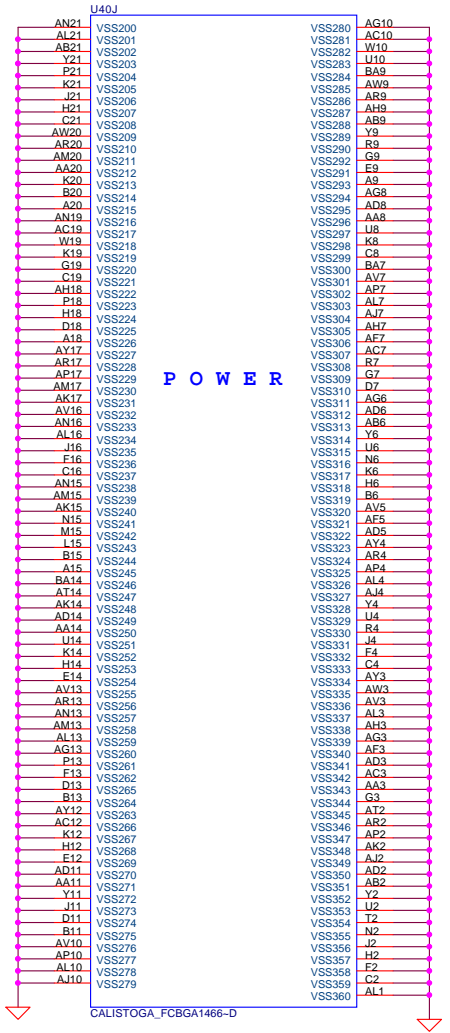 U40J
AN21 VSS200 VSS280 AG10
AL21 VSS201 VSS281 AC10
AB21 VSS202 VSS282 W10
Y21 VSS203 VSS283 U10
P21 VSS204 VSS284 BA9
K21 VSS205 VSS285 AW9
J21 VSS206 VSS286 AR9
H21 VSS207 VSS287 AH9
C21 VSS208 VSS288 AB9
AW20 VSS209 VSS289 Y9
AR20 VSS210 VSS290 R9
AM20 VSS211 VSS292 G9
AA20 VSS212 VSS291 E9
K20 VSS213 VSS293 A9
B20 VSS214 VSS294 AG8
A20 VSS215 VSS295 AD8
AN19 VSS216 VSS296 AA8
AC19 VSS217 VSS297 U8
W19 VSS218 VSS298 K8
K19 VSS219 VSS299 C8
G19 VSS220 VSS300 BA7
C19 VSS221 VSS301 AV7
AH18 VSS222 VSS302 AP7
P18 VSS223 VSS303 AL7
H18 VSS224 VSS304 AJ7
D18 VSS225 VSS305 AH7
A18 VSS226 VSS306 AF7
AY17 VSS227 VSS307 AC7
AR17 VSS228 VSS308 R7
AP17 VSS229 POWER VSS309 G7
AM17 VSS230 VSS310 D7
AK17 VSS231 VSS311 AG6
AV16 VSS232 VSS312 AD6
AN16 VSS233 VSS313 AB6
AL16 VSS234 VSS314 Y6
J16 VSS235 VSS315 U6
F16 VSS236 VSS316 N6
C16 VSS237 VSS317 K6
AN15 VSS238 VSS318 H6
AM15 VSS239 VSS319 B6
AK15 VSS240 VSS320 AV5
N15 VSS241 VSS321 AF5
M15 VSS242 VSS322 AD5
L15 VSS243 VSS323 AY4
B15 VSS244 VSS324 AR4
A15 VSS245 VSS325 AP4
BA14 VSS246 VSS326 AL4
AT14 VSS247 VSS327 AJ4
AK14 VSS248 VSS328 Y4
AD14 VSS249 VSS329 U4
AA14 VSS250 VSS330 R4
U14 VSS251 VSS331 J4
K14 VSS252 VSS332 F4
H14 VSS253 VSS333 C4
E14 VSS254 VSS334 AY3
AV13 VSS255 VSS335 AW3
AR13 VSS256 VSS336 AV3
AN13 VSS257 VSS337 AL3
AM13 VSS258 VSS338 AH3
AL13 VSS259 VSS339 AG3
AG13 VSS260 VSS340 AF3
P13 VSS261 VSS341 AD3
F13 VSS262 VSS342 AC3
D13 VSS263 VSS343 AA3
B13 VSS264 VSS344 G3
AY12 VSS265 VSS345 AT2
AC12 VSS266 VSS346 AR2
K12 VSS267 VSS347 AP2
H12 VSS268 VSS348 AK2
E12 VSS269 VSS349 AJ2
AD11 VSS270 VSS350 AD2
AA11 VSS271 VSS351 AB2
Y11 VSS272 VSS352 Y2
J11 VSS273 VSS353 U2
D11 VSS274 VSS354 T2
B11 VSS275 VSS355 N2
AV10 VSS276 VSS356 J2
AP10 VSS277 VSS357 H2
AL10 VSS278 VSS358 F2
AJ10 VSS279 VSS359 C2
VSS360 AL1
CALISTOGA_FCBGA1466~D